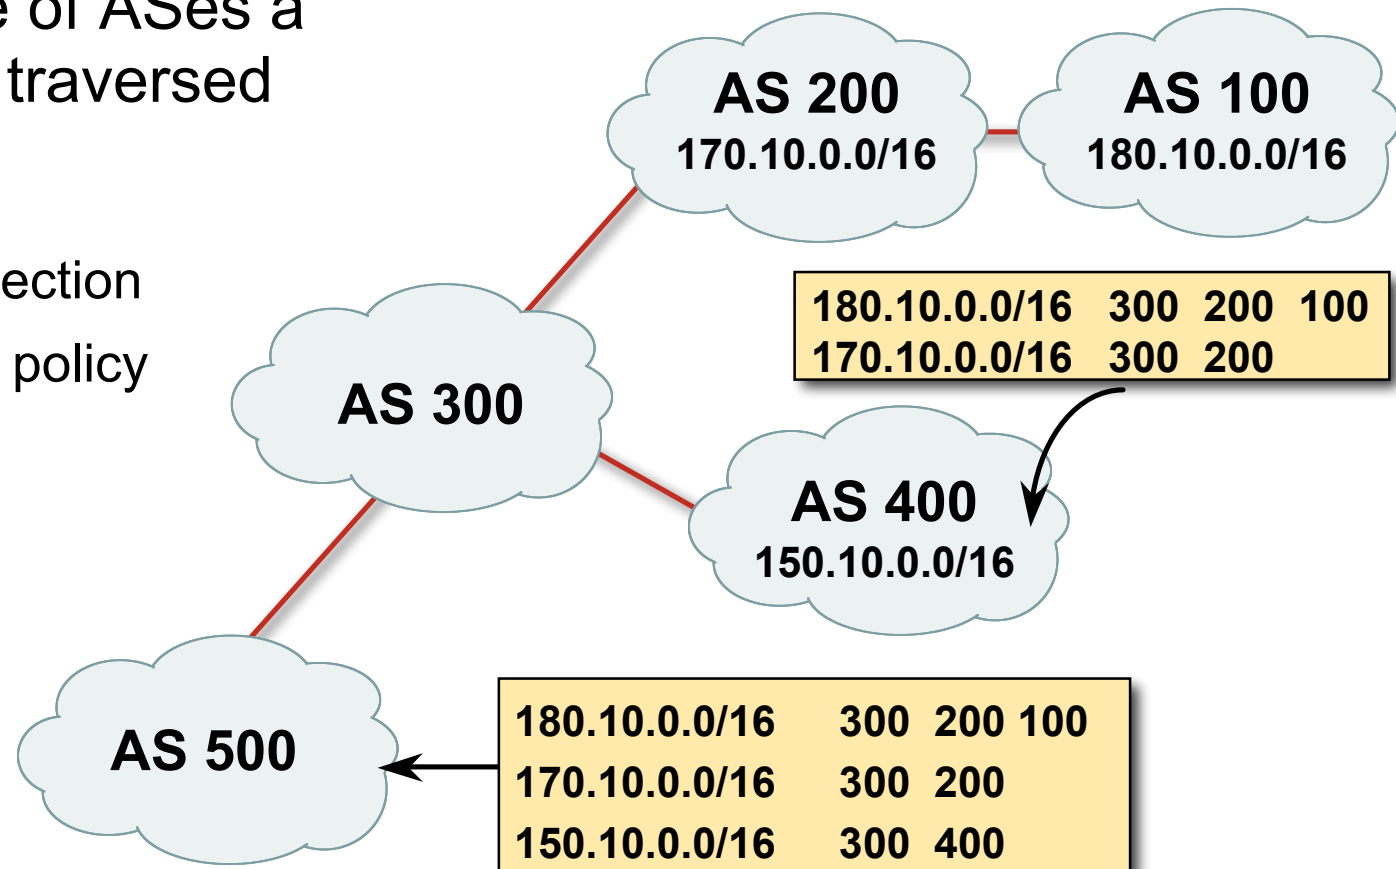 e of ASes a
traversed
ection
policy
AS 200
170.10.0.0/16
AS 100
180.10.0.0/16
180.10.0.0/16 300 200 100
170.10.0.0/16 300 200
AS 300
AS 400
150.10.0.0/16
AS 500
180.10.0.0/16 300 200 100
170.10.0.0/16 300 200
150.10.0.0/16 300 400